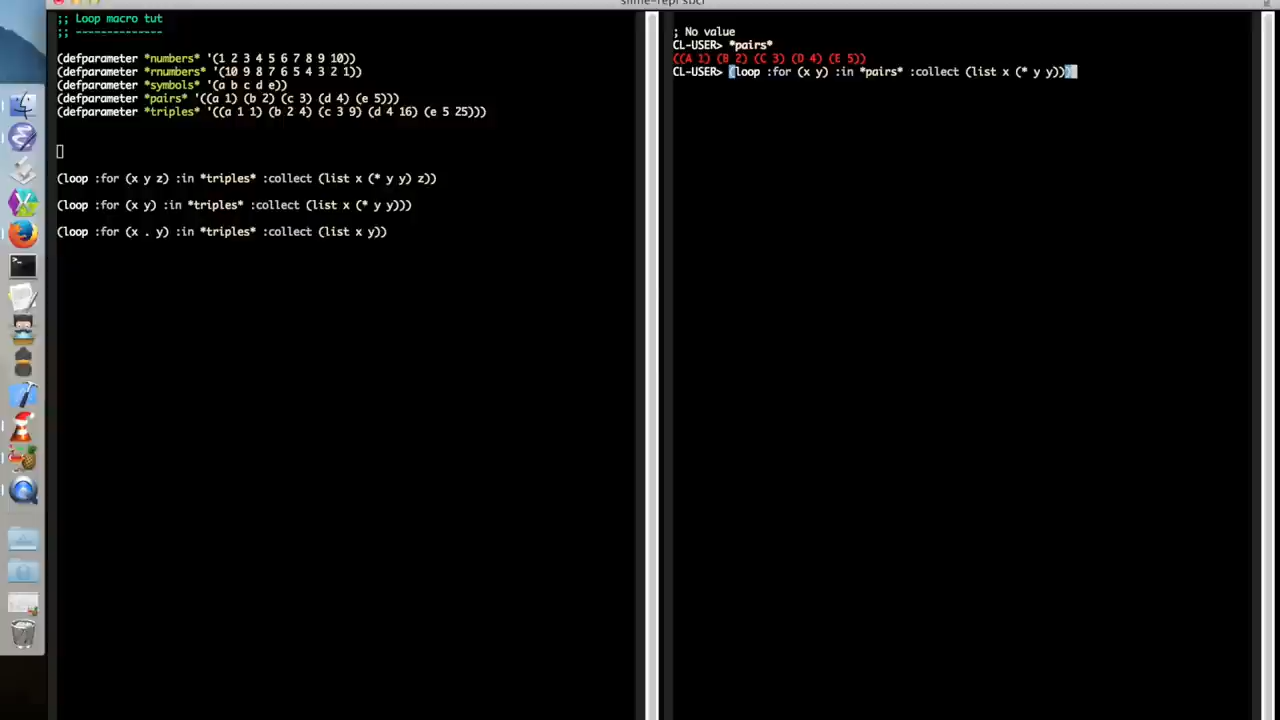 slime-repl sbcl
;; Loop macro tut
;; --------------
(defparameter *numbers* '(1 2 3 4 5 6 7 8 9 10))
(defparameter *rnumbers* '(10 9 8 7 6 5 4 3 2 1))
(defparameter *symbols* '(a b c d e))
(defparameter *pairs* '((a 1) (b 2) (c 3) (d 4) (e 5)))
(defparameter *triples* '((a 1 1) (b 2 4) (c 3 9) (d 4 16) (e 5 25)))
(loop :for (x y z) :in *triples* :collect (list x (* y y) z))
(loop :for (x y) :in *triples* :collect (list x (* y y)))
(loop :for (x . y) :in *triples* :collect (list x y))
; No value
CL-USER> *pairs*
((A 1) (B 2) (C 3) (D 4) (E 5))
CL-USER> (loop :for (x y) :in *pairs* :collect (list x (* y y)))